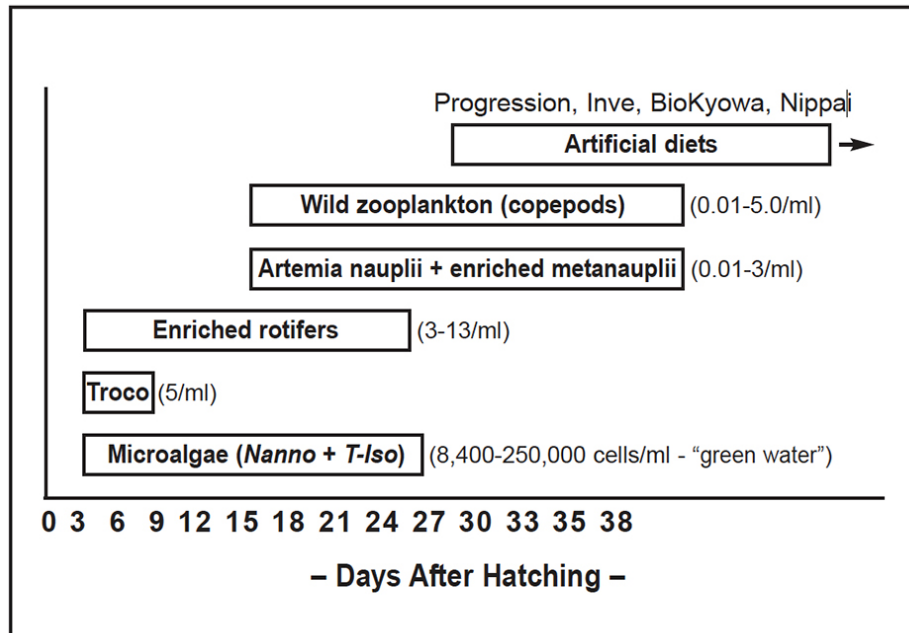 Progression, Inve, BioKyowa, Nippai
Artificial diets
Wild zooplankton (copepods) (0.01-5.0/ml)
Artemia nauplii + enriched metanauplii (0.01-3/ml)
Enriched rotifers (3-13/ml)
Troco (5/ml)
Microalgae (Nanno + T-Iso) (8,400-250,000 cells/ml - “green water”)
0 3 6 9 12 15 18 21 24 27 30 33 35 38
– Days After Hatching –